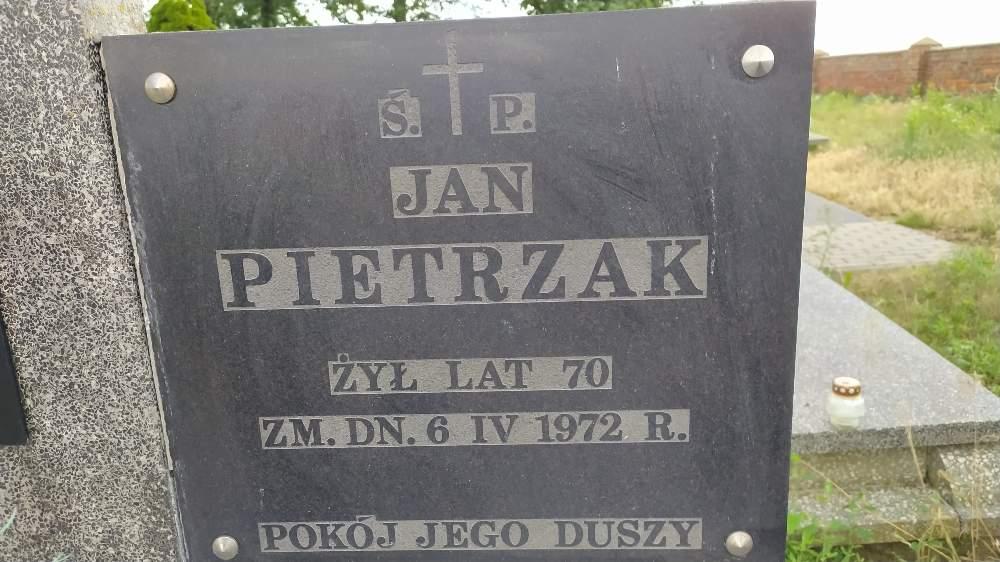 Ś. P.
JAN
PIETRZAK
ŻYŁ LAT 70
ZM. DN. 6 IV 1972 R.
POKÓJ JEGO DUSZY